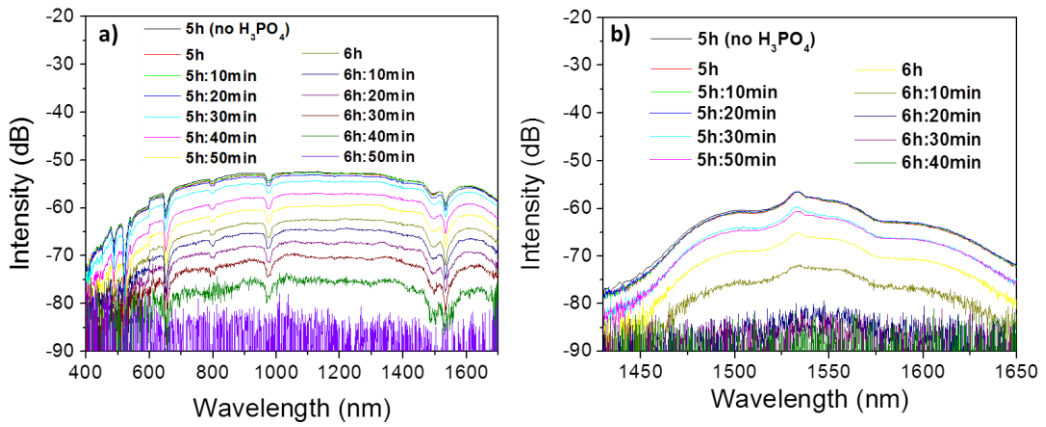 a)
5h (no H₃PO₄)
5h
5h:10min
5h:20min
5h:30min
5h:40min
5h:50min
6h
6h:10min
6h:20min
6h:30min
6h:40min
6h:50min
Intensity (dB)
-20
-30
-40
-50
-60
-70
-80
-90
400 600 800 1000 1200 1400 1600
Wavelength (nm)
b)
5h (no H₃PO₄)
5h
5h:10min
5h:20min
5h:30min
5h:50min
6h
6h:10min
6h:20min
6h:30min
6h:40min
Intensity (dB)
-20
-30
-40
-50
-60
-70
-80
-90
1450 1500 1550 1600 1650
Wavelength (nm)